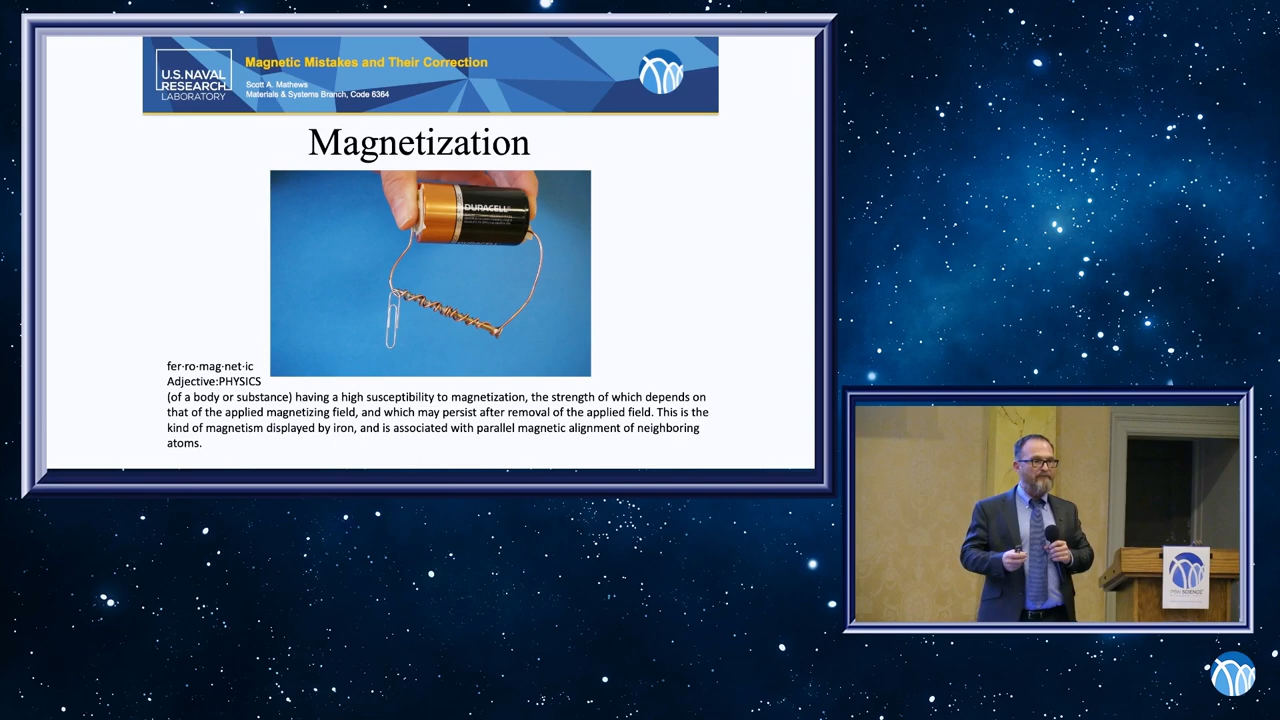 U.S. NAVAL
RESEARCH
LABORATORY
Magnetic Mistakes and Their Correction
Scott A. Mathews
Materials & Systems Branch, Code 6364
Magnetization
DURACELL
fer·ro·mag·net·ic
Adjective:PHYSICS
(of a body or substance) having a high susceptibility to magnetization, the strength of which depends on
that of the applied magnetizing field, and which may persist after removal of the applied field. This is the
kind of magnetism displayed by iron, and is associated with parallel magnetic alignment of neighboring
atoms.